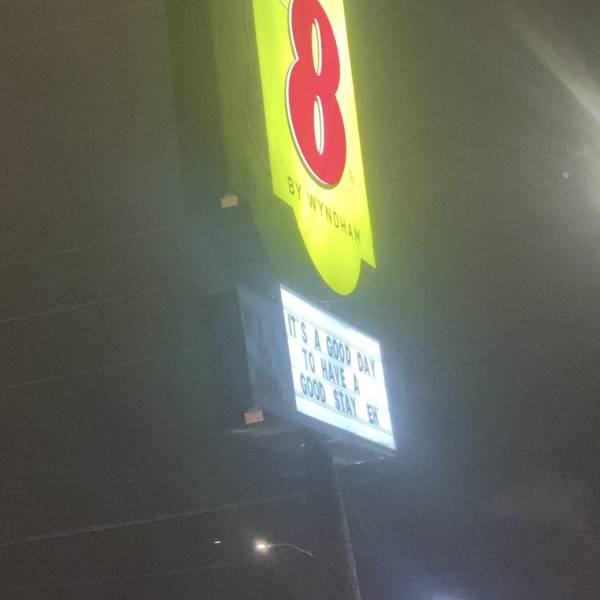 8
BY WYNDHAM
IT'S A GOOD DAY
TO HAVE A
GOOD STAY EH